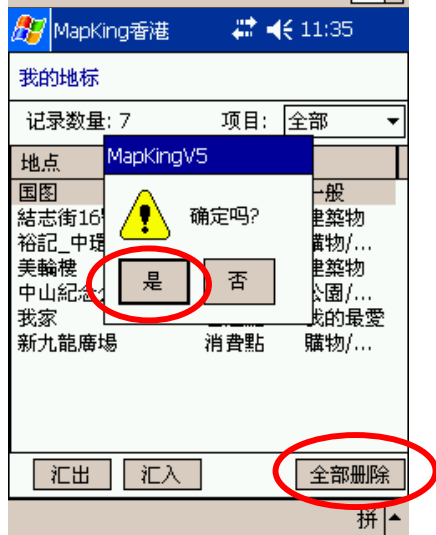 MapKing香港 11:35
我的地标
记录数量: 7 项目: 全部
地点
MapKingV5
国图 一般
結志街16 建築物
确定吗?
裕記_中環 購物/...
美輪樓 建築物
是 否
中山紀念 公園/...
我家 我的最愛
新九龍廣場 消費點 購物/...
汇出 汇入 全部删除
拼